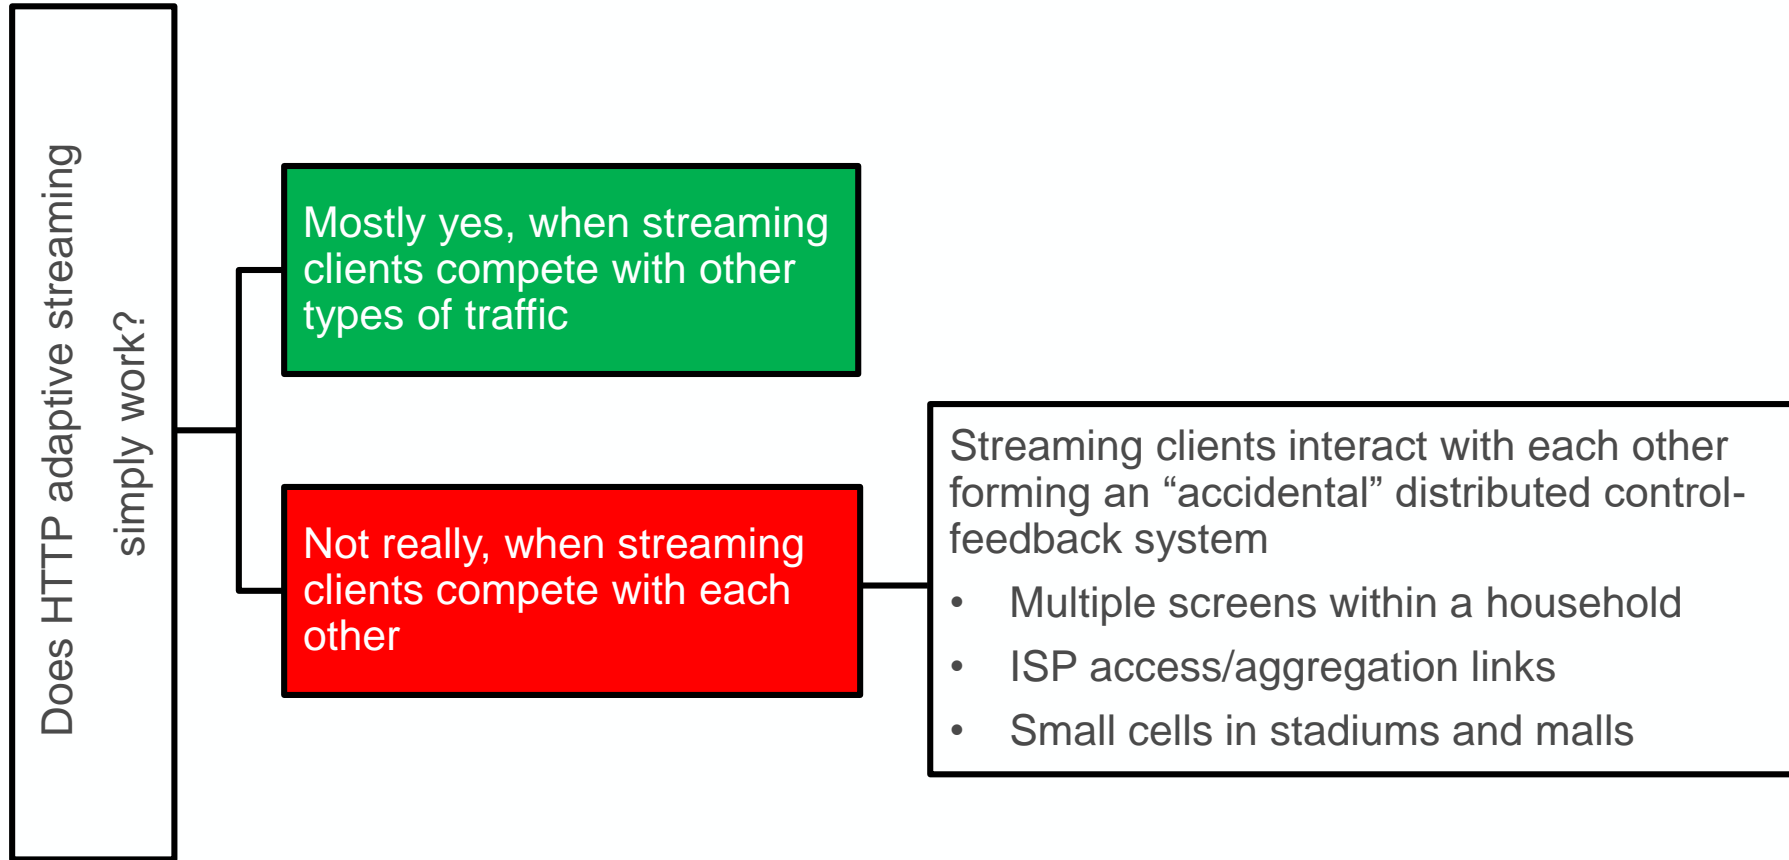 Does HTTP adaptive streaming
simply work?
Mostly yes, when streaming
clients compete with other
types of traffic
Not really, when streaming
clients compete with each
other
Streaming clients interact with each other
forming an “accidental” distributed control-
feedback system
• Multiple screens within a household
• ISP access/aggregation links
• Small cells in stadiums and malls